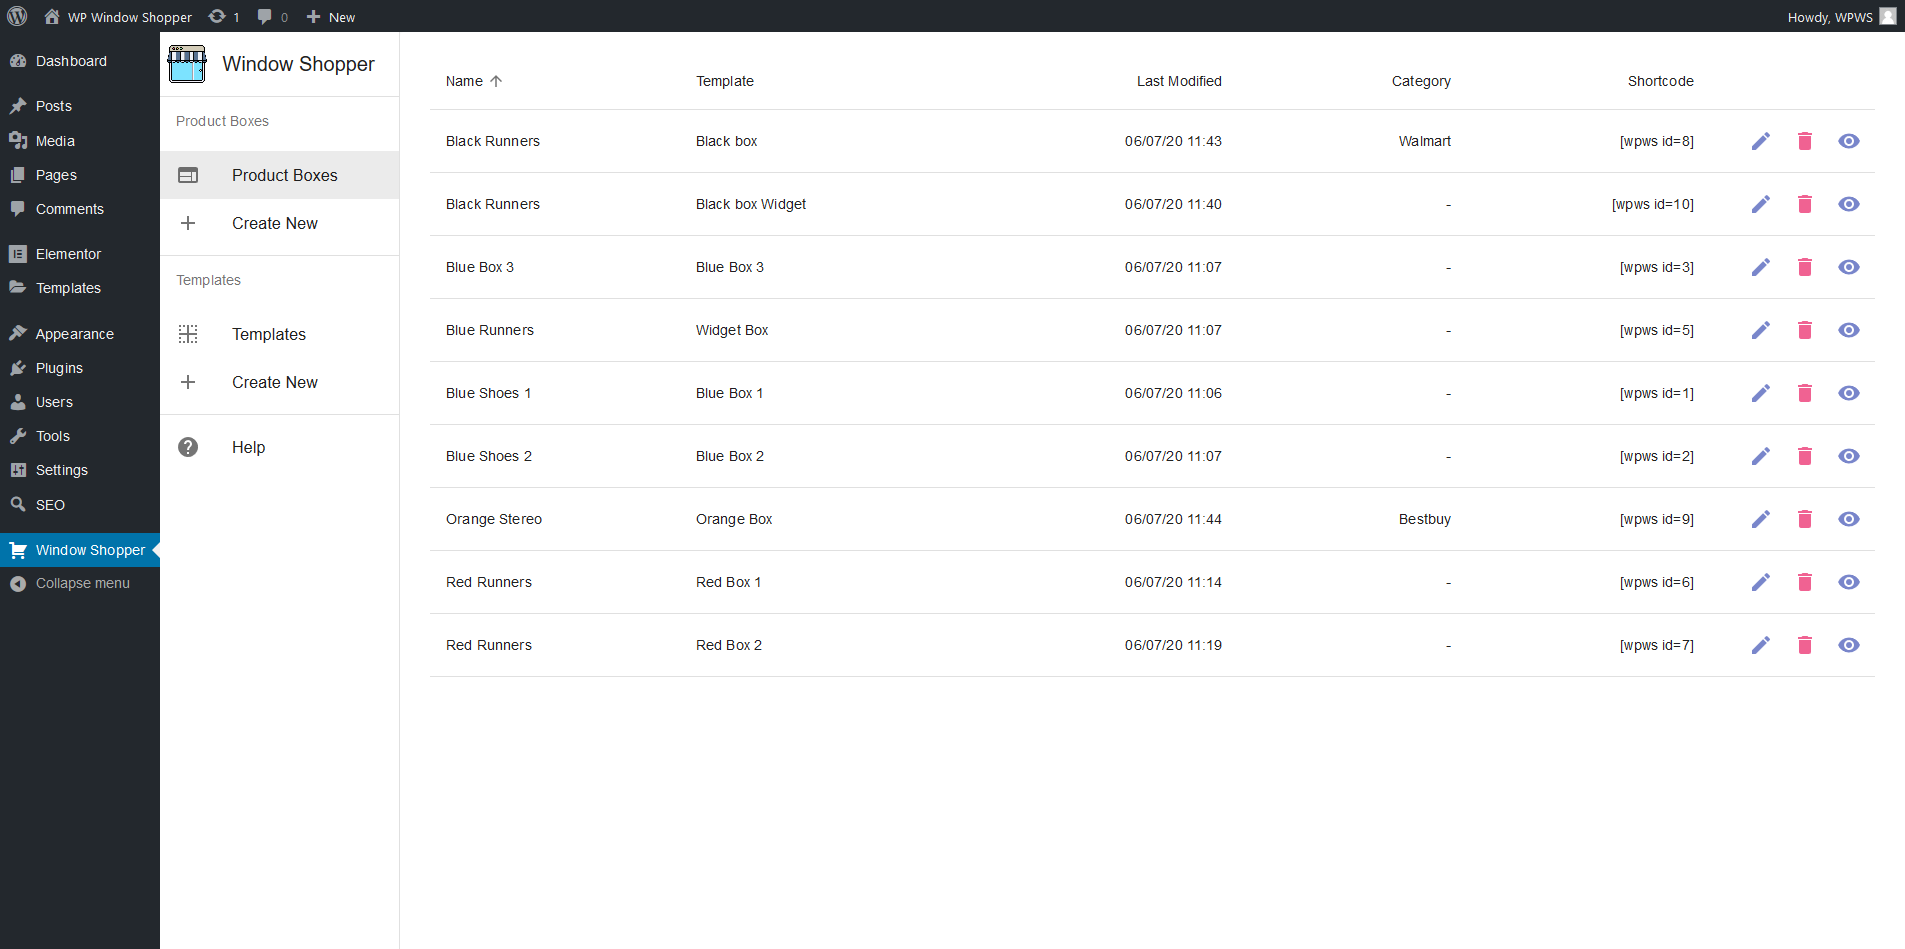 WP Window Shopper 1 0 New Howdy, WPWS
Dashboard
Posts
Media
Pages
Comments
Elementor
Templates
Appearance
Plugins
Users
Tools
Settings
SEO
Window Shopper
Collapse menu
Window Shopper
Product Boxes
Product Boxes
Create New
Templates
Templates
Create New
Help
Name Template Last Modified Category Shortcode
Black Runners Black box 06/07/20 11:43 Walmart [wpws id=8]
Black Runners Black box Widget 06/07/20 11:40 - [wpws id=10]
Blue Box 3 Blue Box 3 06/07/20 11:07 - [wpws id=3]
Blue Runners Widget Box 06/07/20 11:07 - [wpws id=5]
Blue Shoes 1 Blue Box 1 06/07/20 11:06 - [wpws id=1]
Blue Shoes 2 Blue Box 2 06/07/20 11:07 - [wpws id=2]
Orange Stereo Orange Box 06/07/20 11:44 Bestbuy [wpws id=9]
Red Runners Red Box 1 06/07/20 11:14 - [wpws id=6]
Red Runners Red Box 2 06/07/20 11:19 - [wpws id=7]